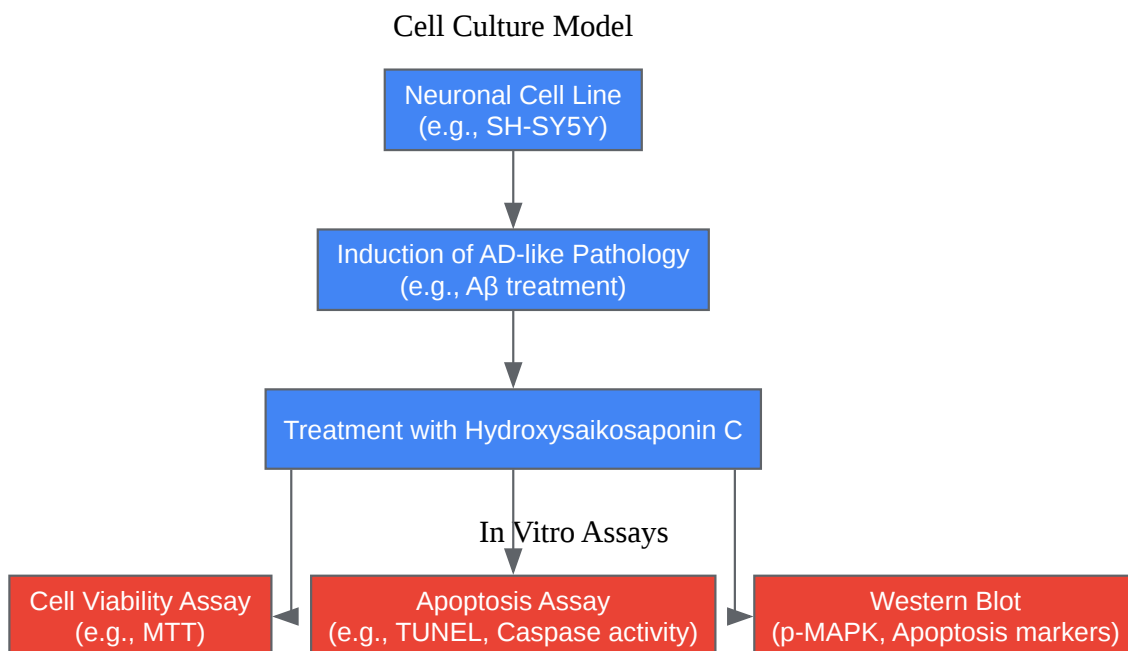 Cell Culture Model
Neuronal Cell Line
(e.g., SH-SY5Y)
Induction of AD-like Pathology
(e.g., Aβ treatment)
Treatment with Hydroxysaikosaponin C
In Vitro Assays
Cell Viability Assay
(e.g., MTT)
Apoptosis Assay
(e.g., TUNEL, Caspase activity)
Western Blot
(p-MAPK, Apoptosis markers)